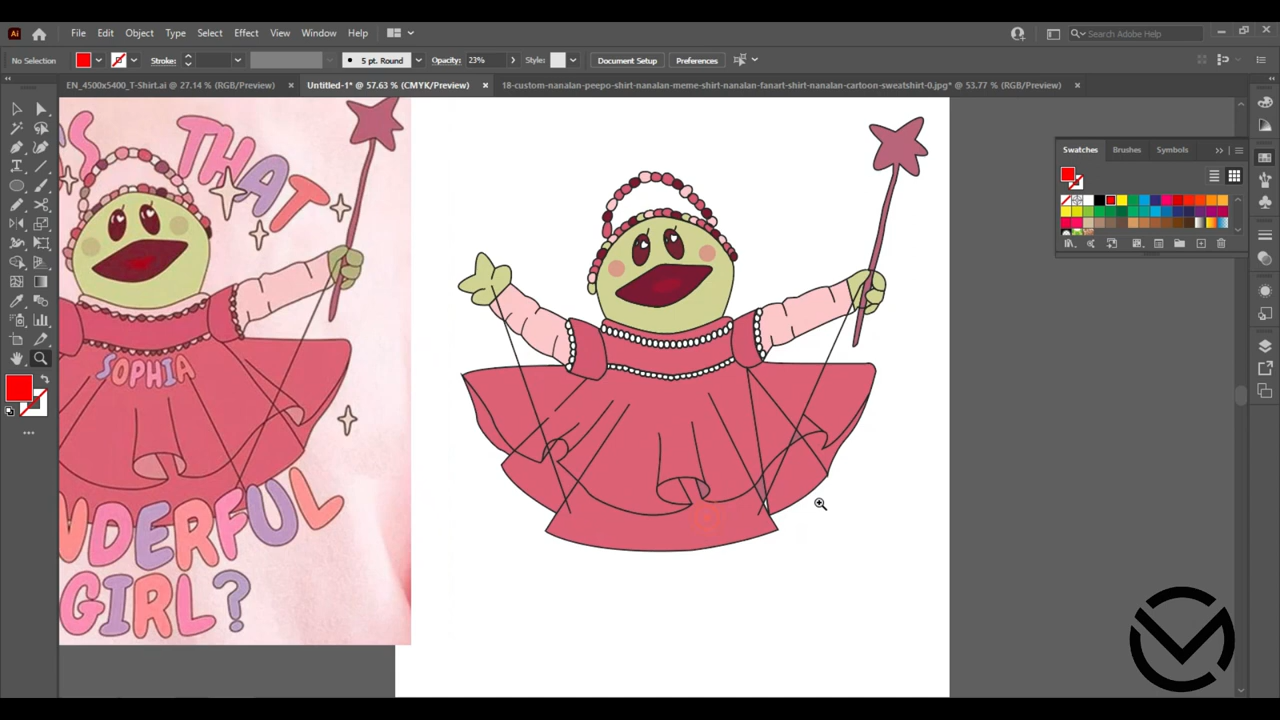 Ai File Edit Object Type Select Effect View Window Help Search Adobe Help
No Selection Stroke: 5 pt. Round Opacity: 23% Style: Document Setup Preferences
EN_4500x5400_T-Shirt.ai @ 27.14 % (RGB/Preview) Untitled-1* @ 57.63 % (CMYK/Preview) 18-custom-nanalan-peepo-shirt-nanalan-meme-shirt-nanalan-fanart-shirt-nanalan-cartoon-sweatshirt-0.jpg* @ 53.77 % (RGB/Preview)
Swatches Brushes Symbols
THAT
SOPHIA
NDERFUL
GIRL?